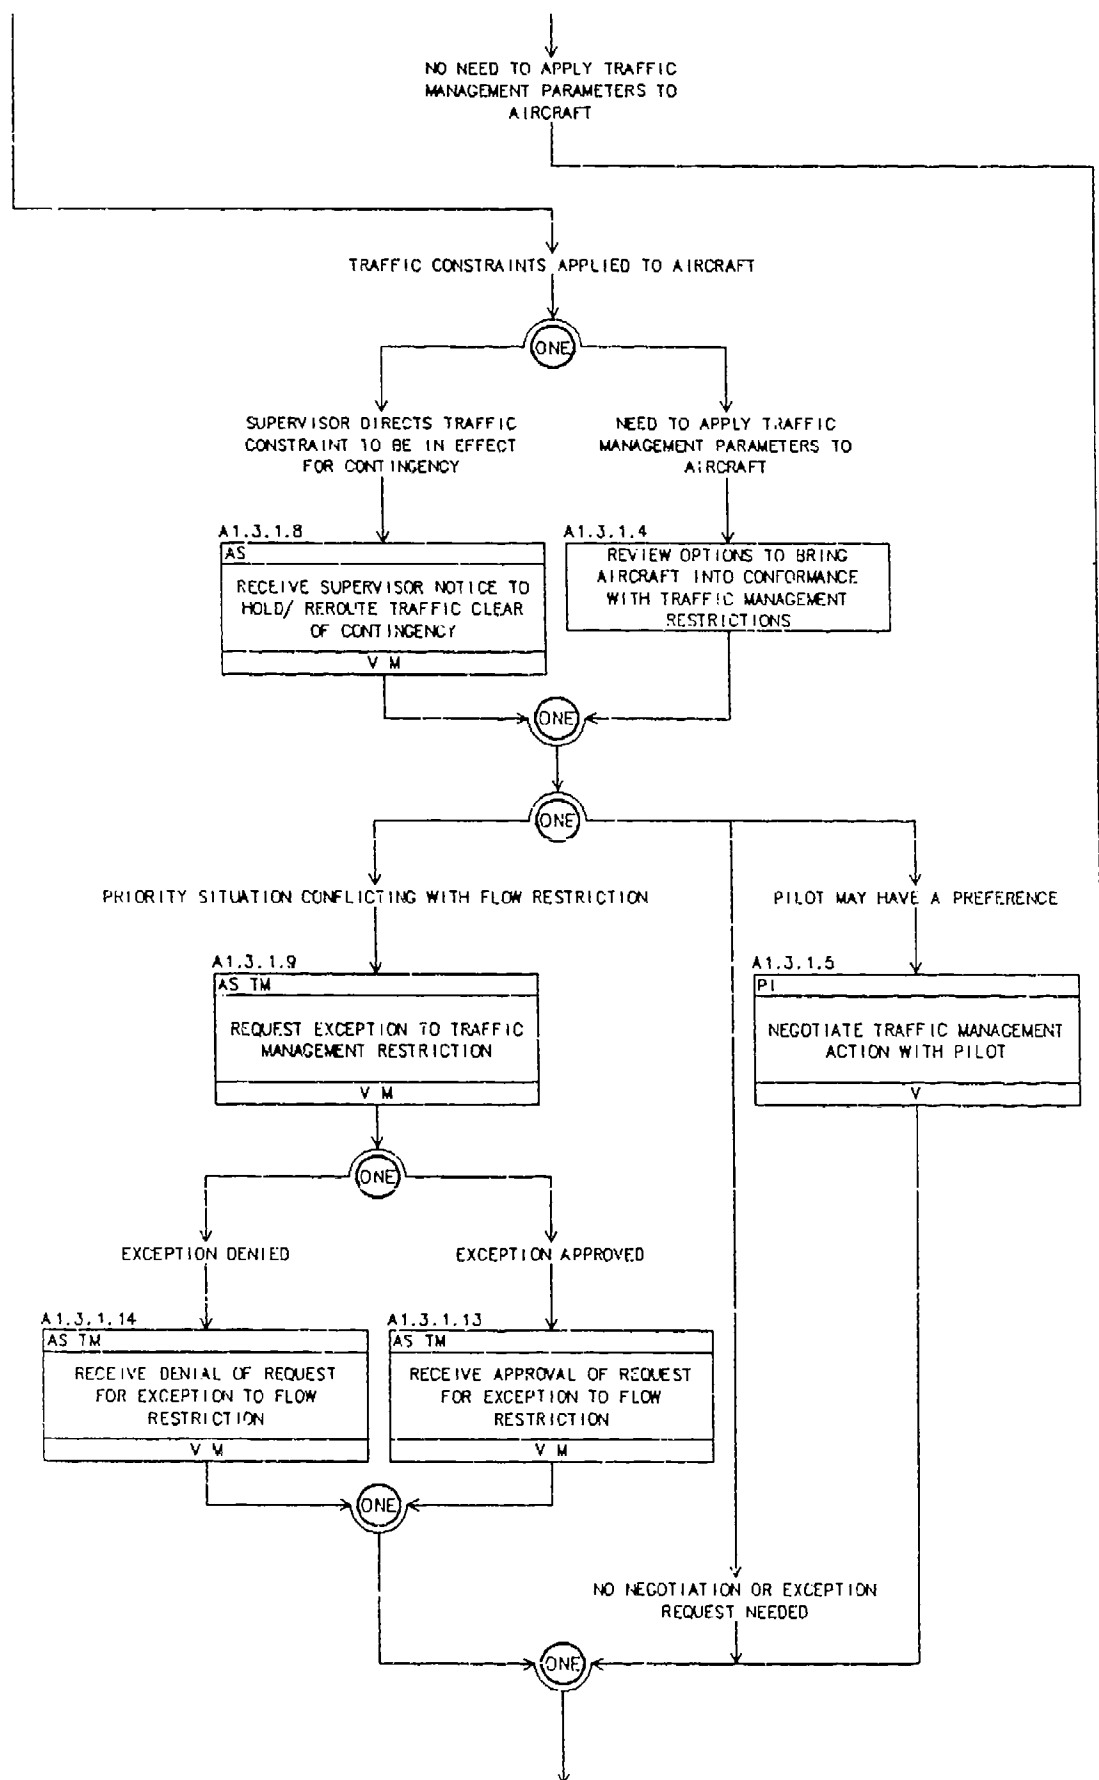 NO NEED TO APPLY TRAFFIC
MANAGEMENT PARAMETERS TO
AIRCRAFT
TRAFFIC CONSTRAINTS APPLIED TO AIRCRAFT
ONE
SUPERVISOR DIRECTS TRAFFIC
CONSTRAINT TO BE IN EFFECT
FOR CONTINGENCY
NEED TO APPLY TRAFFIC
MANAGEMENT PARAMETERS TO
AIRCRAFT
A1.3.1.8
AS
RECEIVE SUPERVISOR NOTICE TO
HOLD/ REROUTE TRAFFIC CLEAR
OF CONTINGENCY
V M
A1.3.1.4
REVIEW OPTIONS TO BRING
AIRCRAFT INTO CONFORMANCE
WITH TRAFFIC MANAGEMENT
RESTRICTIONS
ONE
ONE
PRIORITY SITUATION CONFLICTING WITH FLOW RESTRICTION
PILOT MAY HAVE A PREFERENCE
A1.3.1.9
AS TM
REQUEST EXCEPTION TO TRAFFIC
MANAGEMENT RESTRICTION
V M
A1.3.1.5
PI
NEGOTIATE TRAFFIC MANAGEMENT
ACTION WITH PILOT
V
ONE
EXCEPTION DENIED
EXCEPTION APPROVED
A1.3.1.14
AS TM
RECEIVE DENIAL OF REQUEST
FOR EXCEPTION TO FLOW
RESTRICTION
V M
A1.3.1.13
AS TM
RECEIVE APPROVAL OF REQUEST
FOR EXCEPTION TO FLOW
RESTRICTION
V M
ONE
NO NEGOTIATION OR EXCEPTION
REQUEST NEEDED
ONE